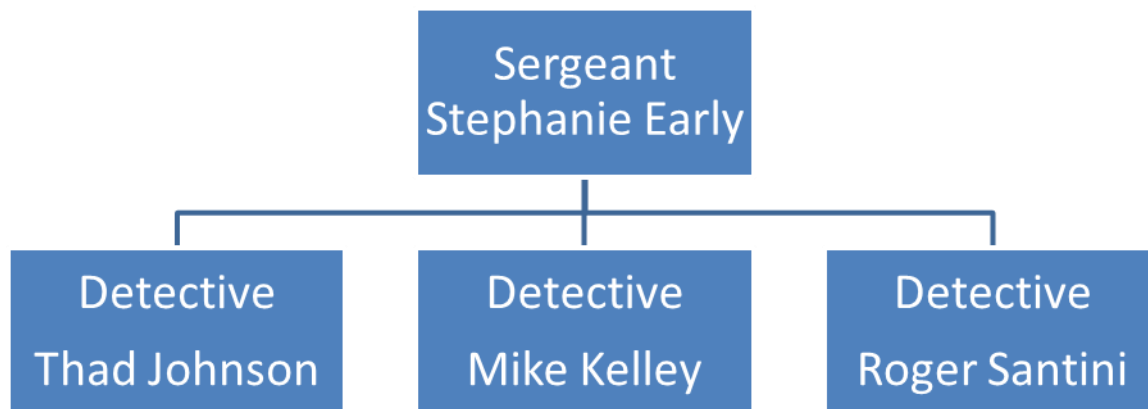 Sergeant
Stephanie Early
Detective
Thad Johnson
Detective
Mike Kelley
Detective
Roger Santini